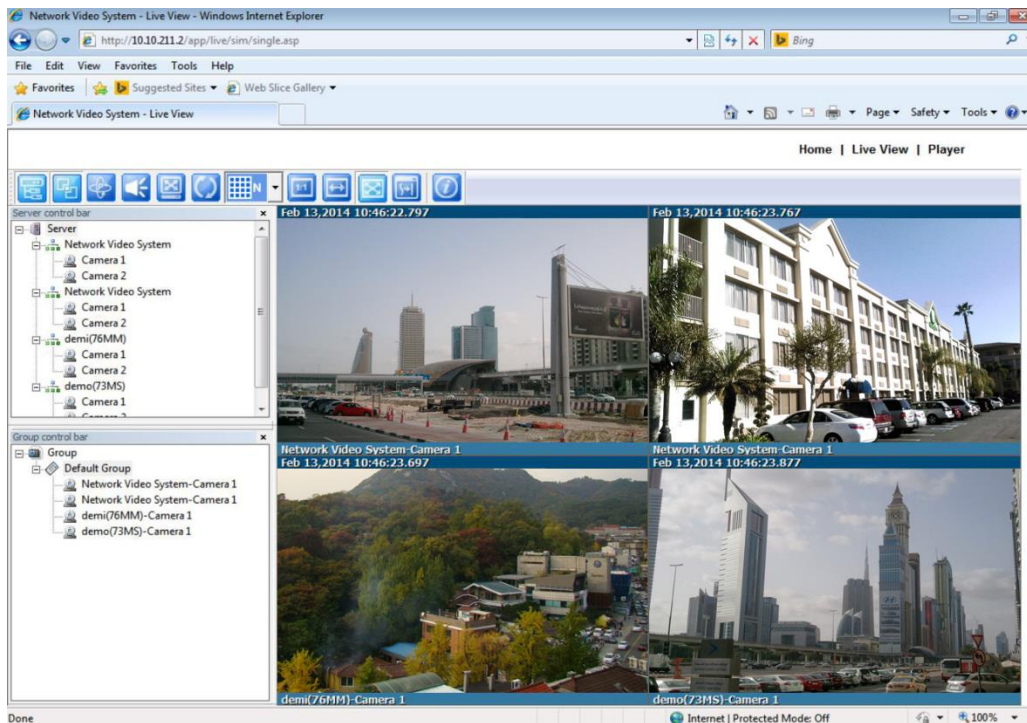 Network Video System - Live View - Windows Internet Explorer
http://10.10.211.2/app/live/sim/single.asp
Bing
File Edit View Favorites Tools Help
Favorites Suggested Sites Web Slice Gallery
Network Video System - Live View
Page Safety Tools
Home | Live View | Player
N
1:1
Server control bar
Server
Network Video System
Camera 1
Camera 2
Network Video System
Camera 1
Camera 2
demi(76MM)
Camera 1
Camera 2
demo(73MS)
Camera 1
Camera 2
Group control bar
Group
Default Group
Network Video System-Camera 1
Network Video System-Camera 1
demi(76MM)-Camera 1
demo(73MS)-Camera 1
Feb 13,2014 10:46:22.797
Network Video System-Camera 1
Feb 13,2014 10:46:23.767
Network Video System-Camera 1
Feb 13,2014 10:46:23.697
demi(76MM)-Camera 1
Feb 13,2014 10:46:23.877
demo(73MS)-Camera 1
Done
Internet | Protected Mode: Off
100%